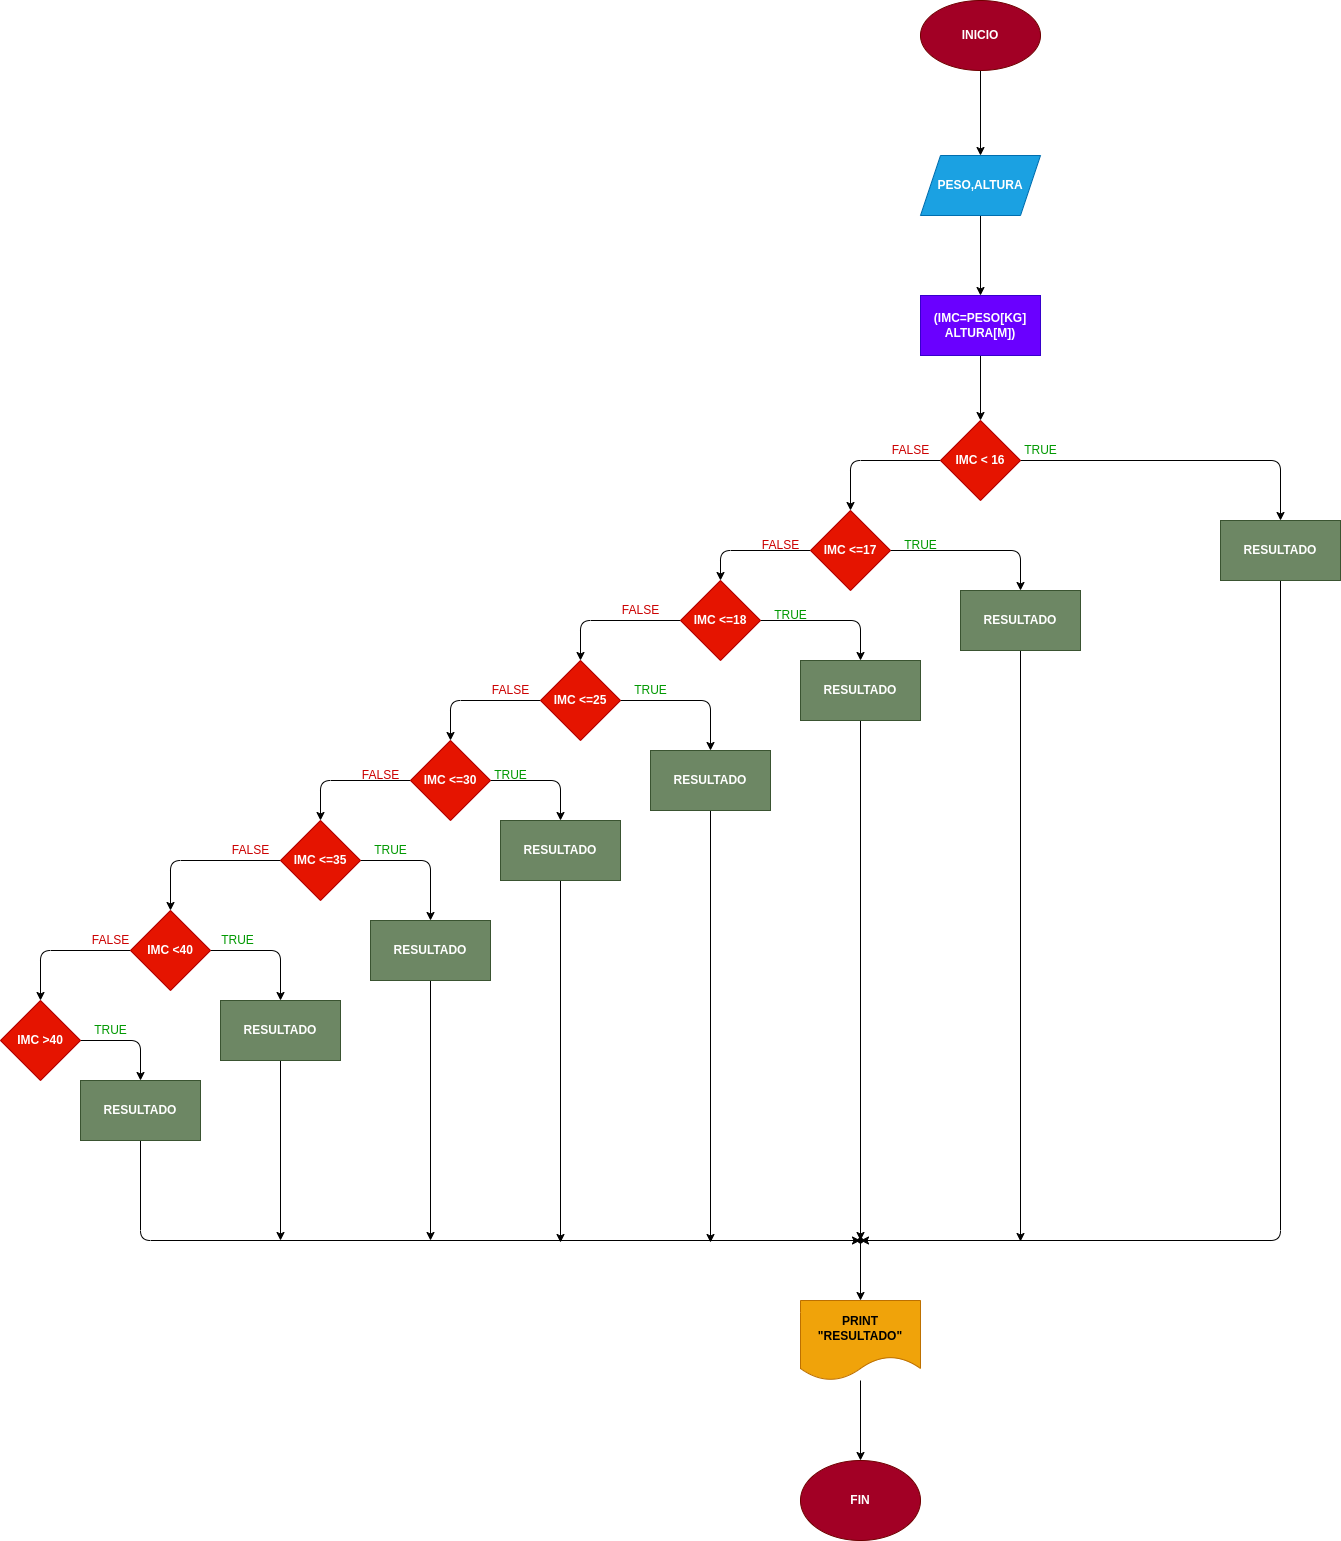 INICIO
PESO,ALTURA
(IMC=PESO[KG]
ALTURA[M])
FALSE
IMC < 16
TRUE
FALSE
IMC <=17
TRUE
RESULTADO
FALSE
IMC <=18
TRUE
RESULTADO
FALSE
IMC <=25
TRUE
RESULTADO
FALSE
IMC <=30
TRUE
RESULTADO
FALSE
IMC <=35
TRUE
RESULTADO
FALSE
IMC <40
TRUE
RESULTADO
IMC >40
TRUE
RESULTADO
RESULTADO
PRINT
"RESULTADO"
FIN